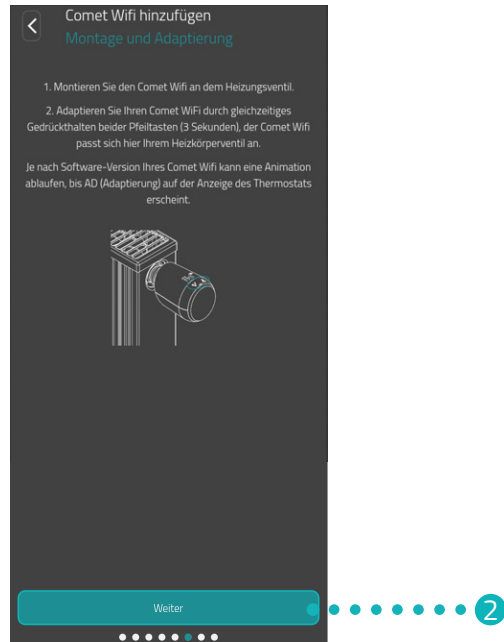 Comet Wifi hinzufügen
Montage und Adaptierung
1. Montieren Sie den Comet Wifi an dem Heizungsventil.
2. Adaptieren Sie Ihren Comet WiFi durch gleichzeitiges
Gedrückthalten beider Pfeiltasten (3 Sekunden), der Comet Wifi
passt sich hier Ihrem Heizkörperventil an.
Je nach Software-Version Ihres Comet Wifi kann eine Animation
ablaufen, bis AD (Adaptierung) auf der Anzeige des Thermostats
erscheint.
Weiter
2